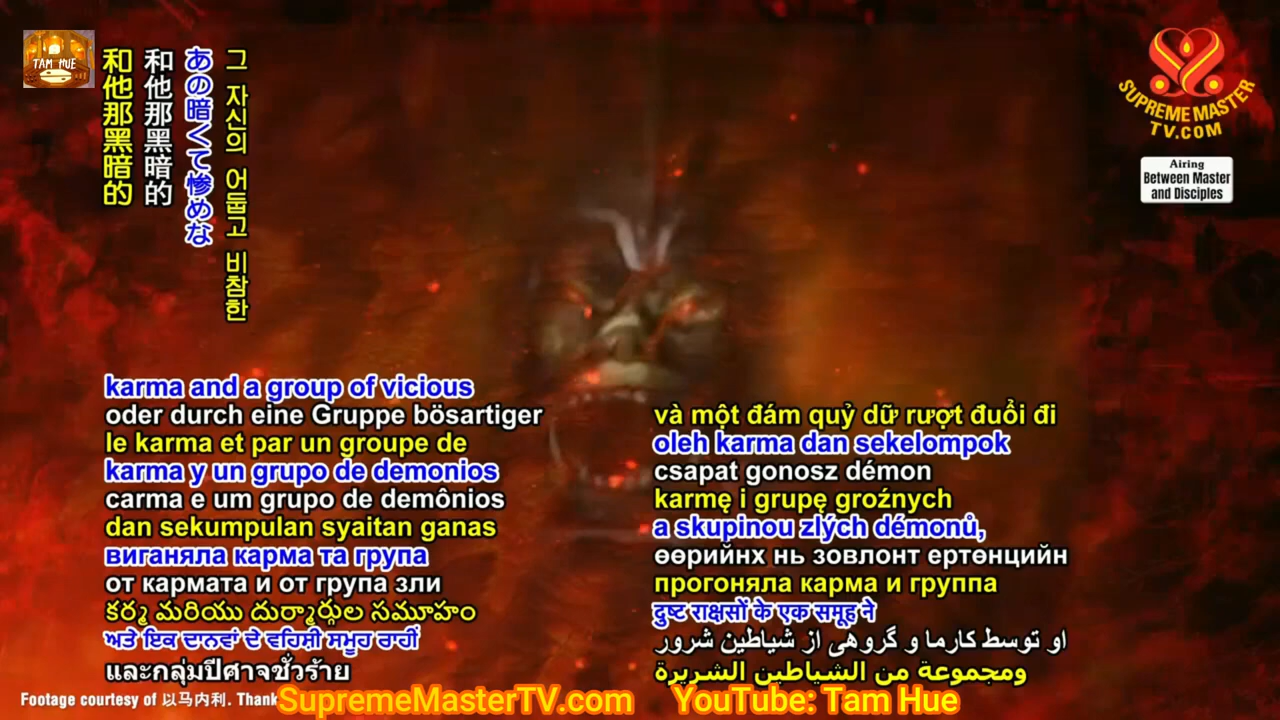 TAM HUE
和他那黑暗的
和他那黑暗的
あの暗くて惨めな
그 자신의 어둡고 비참한
SUPREME MASTER
TV.COM
Airing
Between Master
and Disciples
karma and a group of vicious
oder durch eine Gruppe bösartiger
le karma et par un groupe de
karma y un grupo de demonios
carma e um grupo de demônios
dan sekumpulan syaitan ganas
виганяла карма та група
от кармата и от група зли
కర్మ మరియు దుర్మార్గుల సమూహం
ਅਤੇ ਇਕ ਦਾਨਵਾਂ ਦੇ ਵਹਿਸ਼ੀ ਸਮੂਹ ਰਾਹੀਂ
และกลุ่มปีศาจชั่วร้าย
và một đám quỷ dữ rượt đuổi đi
oleh karma dan sekelompok
csapat gonosz démon
karmę i grupę groźnych
a skupinou zlých démonů,
өөрийнх нь зовлонт ертөнцийн
прогоняла карма и группа
दुष्ट राक्षसों के एक समूह ने
او توسط کارما و گروهی از شیاطین شرور
ومجموعة من الشياطين الشريرة
Footage courtesy of 以马内利. Thank
SupremeMasterTV.com YouTube: Tam Hue